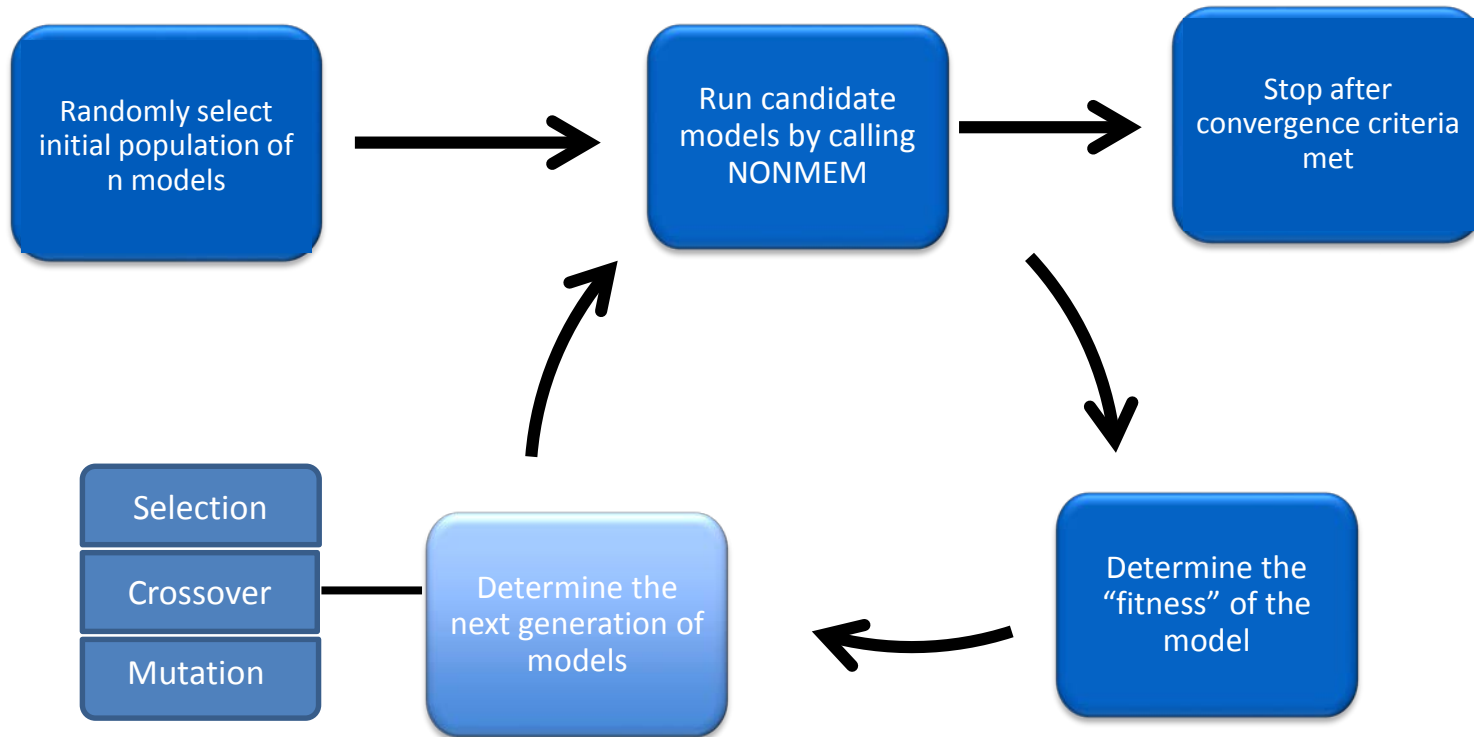 Randomly select
initial population of
n models
Run candidate
models by calling
NONMEM
Stop after
convergence criteria
met
Selection
Crossover
Mutation
Determine the
next generation of
models
Determine the
“fitness” of the
model